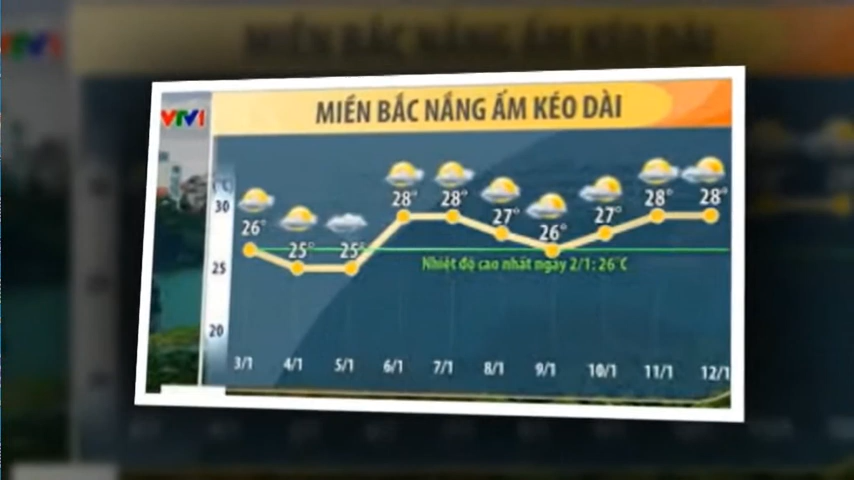 VTV1
MIỀN BẮC NẮNG ẤM KÉO DÀI
(°C)
30
25
20
26° 25° 25° 28° 28° 27° 26° 27° 28° 28°
Nhiệt độ cao nhất ngày 2/1: 26°C
3/1 4/1 5/1 6/1 7/1 8/1 9/1 10/1 11/1 12/1